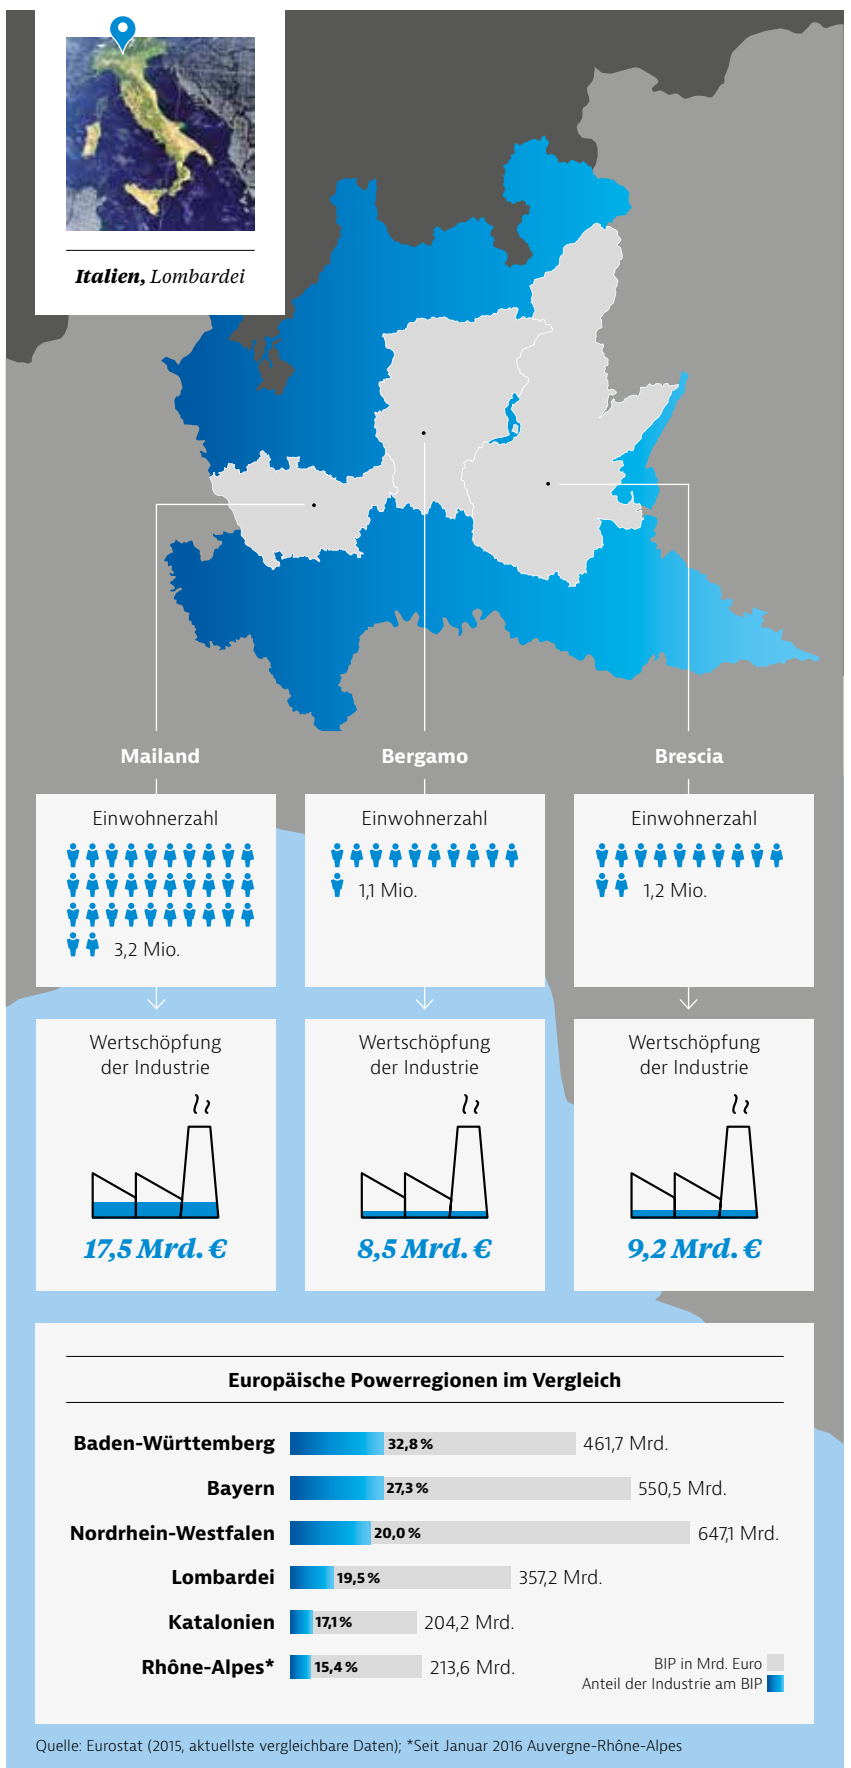 Italien, Lombardei
Mailand
Bergamo
Brescia
Einwohnerzahl
3,2 Mio.
Einwohnerzahl
1,1 Mio.
Einwohnerzahl
1,2 Mio.
Wertschöpfung
der Industrie
17,5 Mrd. €
Wertschöpfung
der Industrie
8,5 Mrd. €
Wertschöpfung
der Industrie
9,2 Mrd. €
Europäische Powerregionen im Vergleich
Baden-Württemberg 32,8 % 461,7 Mrd.
Bayern 27,3 % 550,5 Mrd.
Nordrhein-Westfalen 20,0 % 647,1 Mrd.
Lombardei 19,5 % 357,2 Mrd.
Katalonien 17,1 % 204,2 Mrd.
Rhône-Alpes* 15,4 % 213,6 Mrd.
BIP in Mrd. Euro
Anteil der Industrie am BIP
Quelle: Eurostat (2015, aktuellste vergleichbare Daten); *Seit Januar 2016 Auvergne-Rhône-Alpes